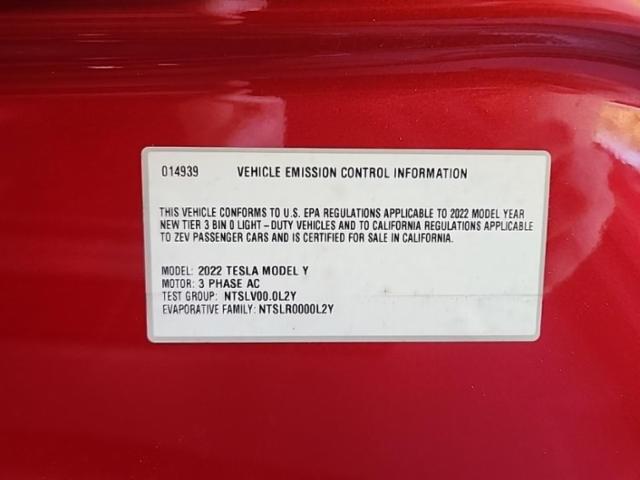 014939 VEHICLE EMISSION CONTROL INFORMATION
THIS VEHICLE CONFORMS TO U.S. EPA REGULATIONS APPLICABLE TO 2022 MODEL YEAR
NEW TIER 3 BIN 0 LIGHT-DUTY VEHICLES AND TO CALIFORNIA REGULATIONS APPLICABLE
TO ZEV PASSENGER CARS AND IS CERTIFIED FOR SALE IN CALIFORNIA.
MODEL: 2022 TESLA MODEL Y
MOTOR: 3 PHASE AC
TEST GROUP: NTSLV00.0L2Y
EVAPORATIVE FAMILY: NTSLR0000L2Y